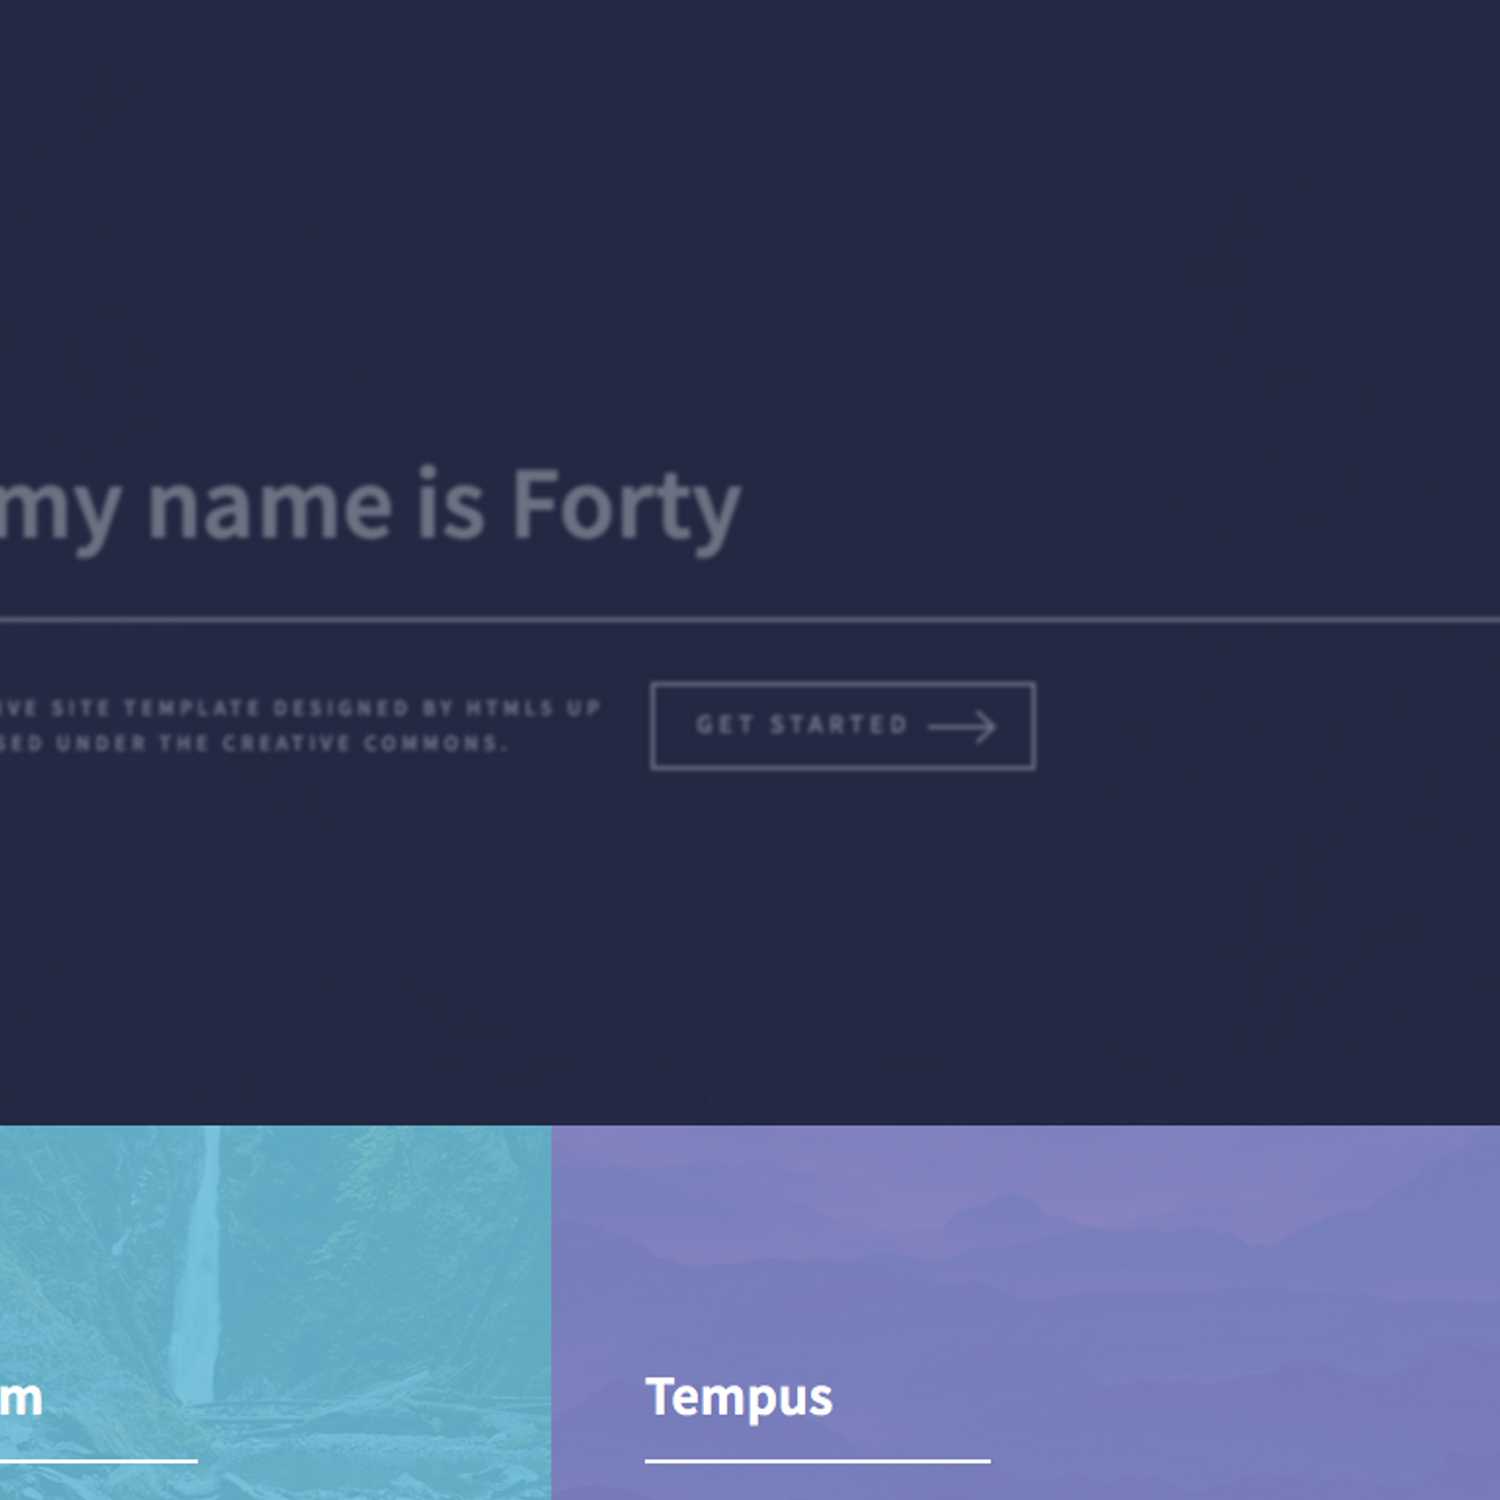 my name is Forty
IVE SITE TEMPLATE DESIGNED BY HTML5 UP
SED UNDER THE CREATIVE COMMONS.
GET STARTED
m
Tempus